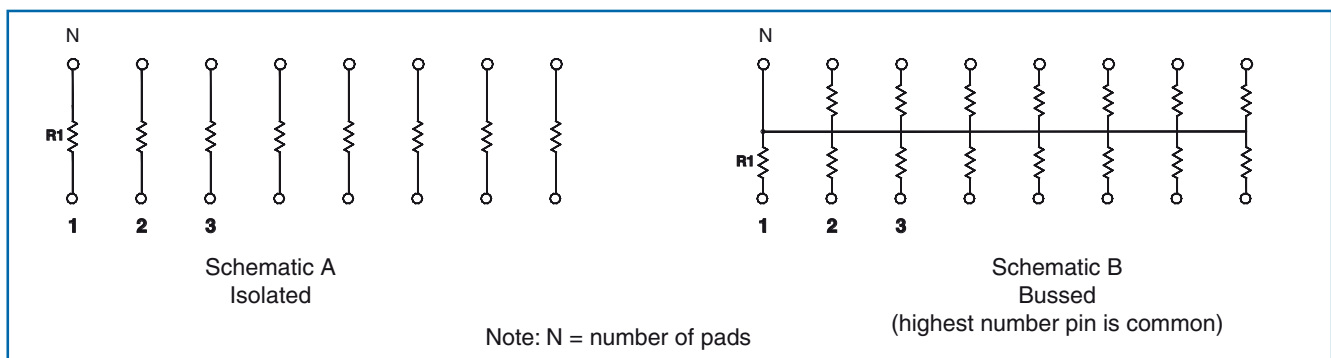 N
R1
1 2 3
Schematic A
Isolated
N
R1
1 2 3
Schematic B
Bussed
(highest number pin is common)
Note: N = number of pads